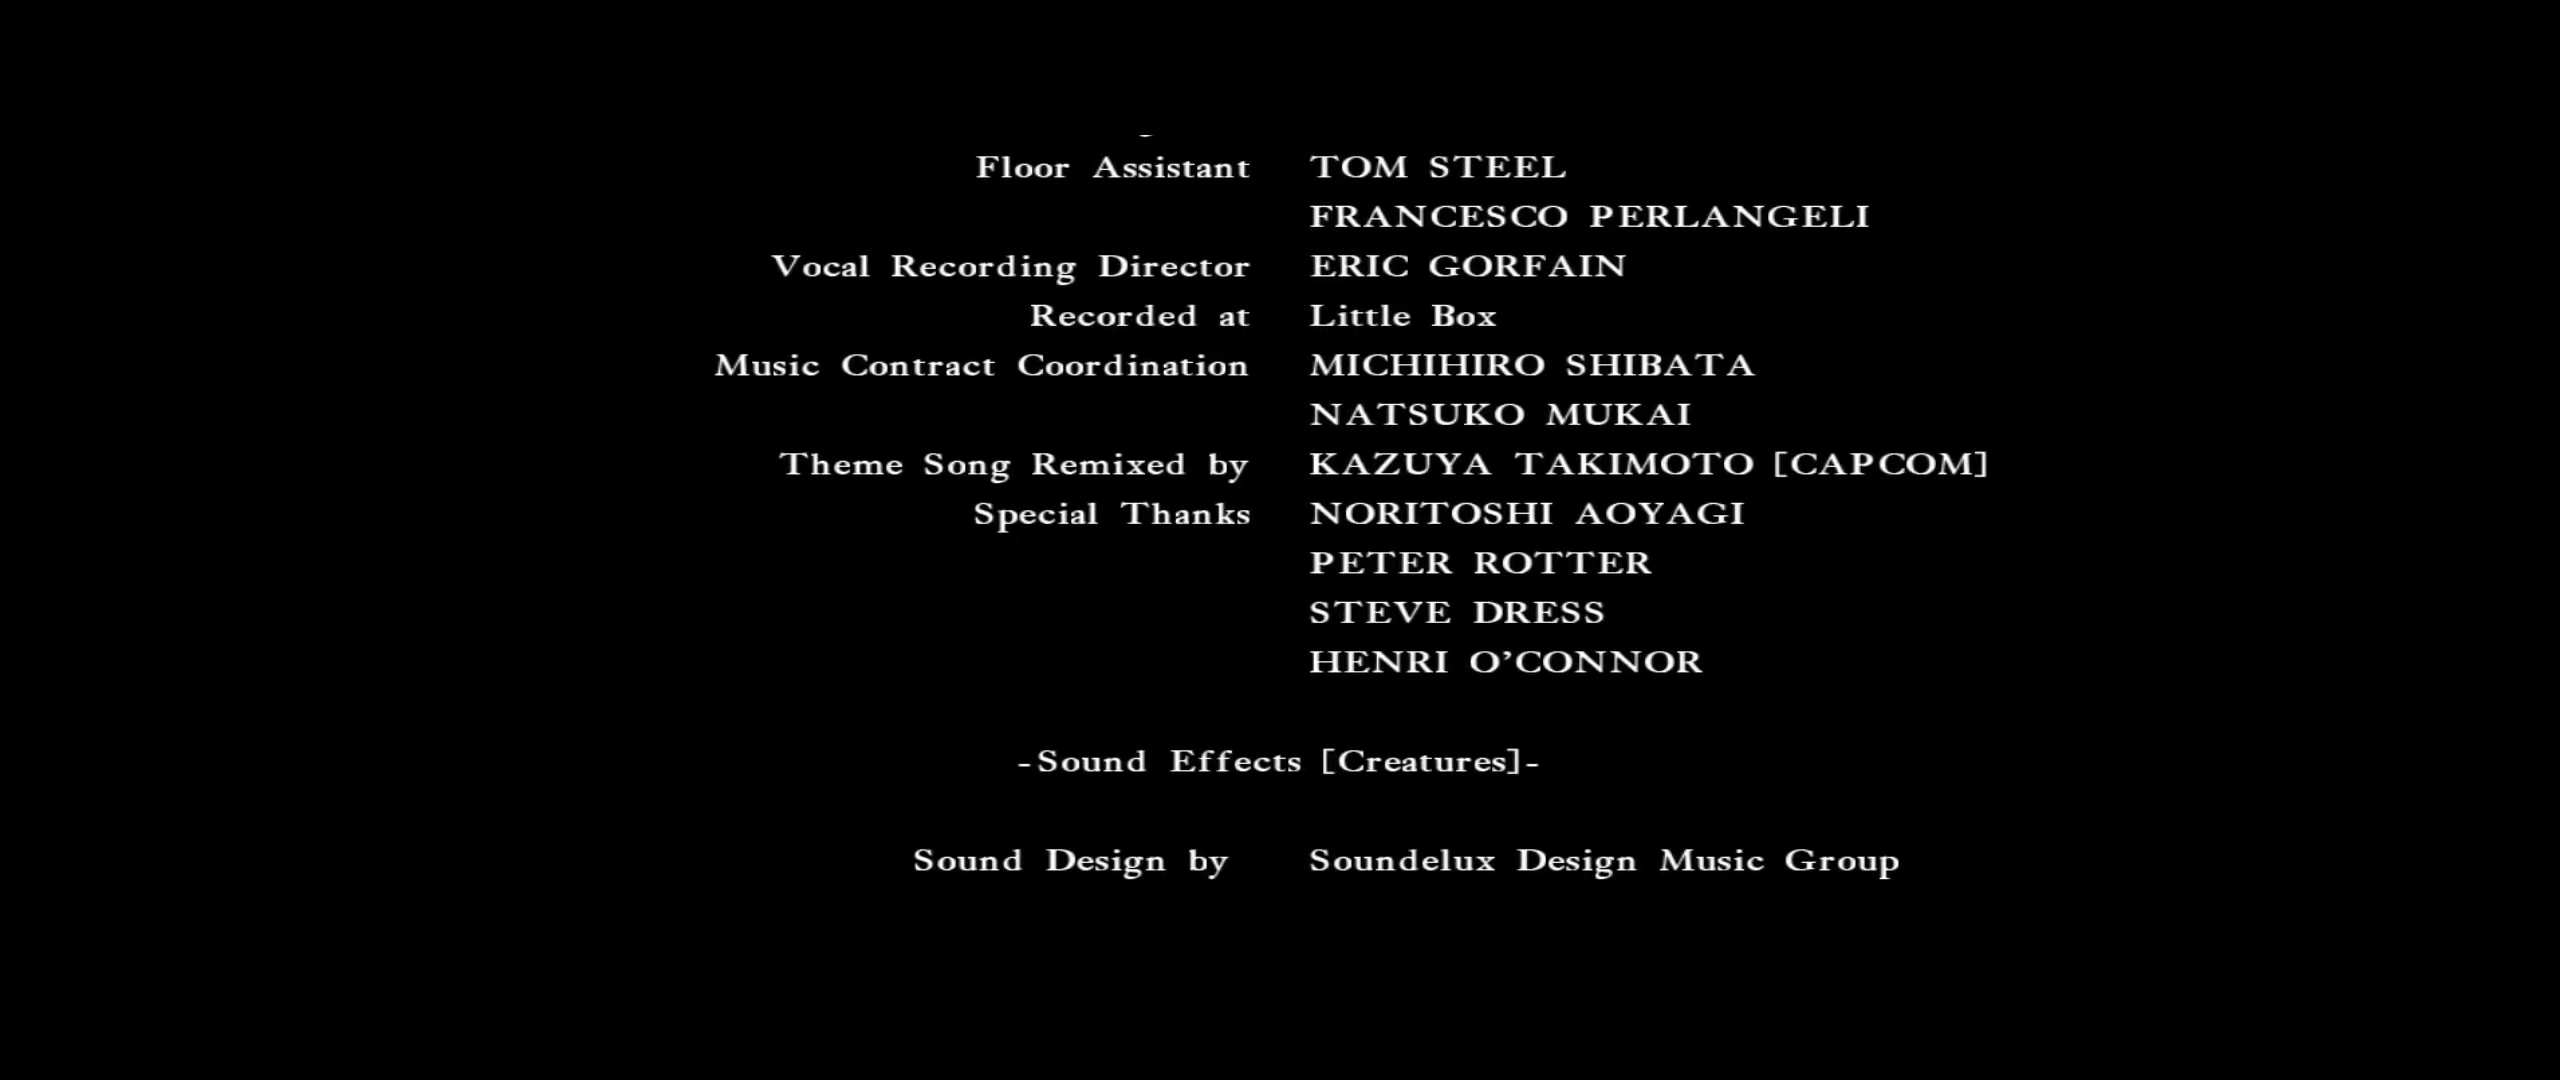 Floor Assistant TOM STEEL
FRANCESCO PERLANGELI
Vocal Recording Director ERIC GORFAIN
Recorded at Little Box
Music Contract Coordination MICHIHIRO SHIBATA
NATSUKO MUKAI
Theme Song Remixed by KAZUYA TAKIMOTO [CAPCOM]
Special Thanks NORITOSHI AOYAGI
PETER ROTTER
STEVE DRESS
HENRI O’CONNOR
-Sound Effects [Creatures]-
Sound Design by Soundelux Design Music Group